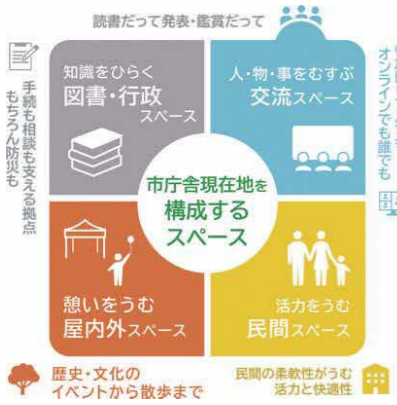 読書だって発表・鑑賞だって
手続も相談も支える拠点
もちろん防災も
知識をひらく
図書・行政
スペース
人・物・事をむすぶ
交流スペース
オンラインでも誰でも
市庁舎現在地を
構成する
スペース
憩いをうむ
屋内外スペース
活力をうむ
民間スペース
歴史・文化の
イベントから散歩まで
民間の柔軟性がうむ
活力と快適性